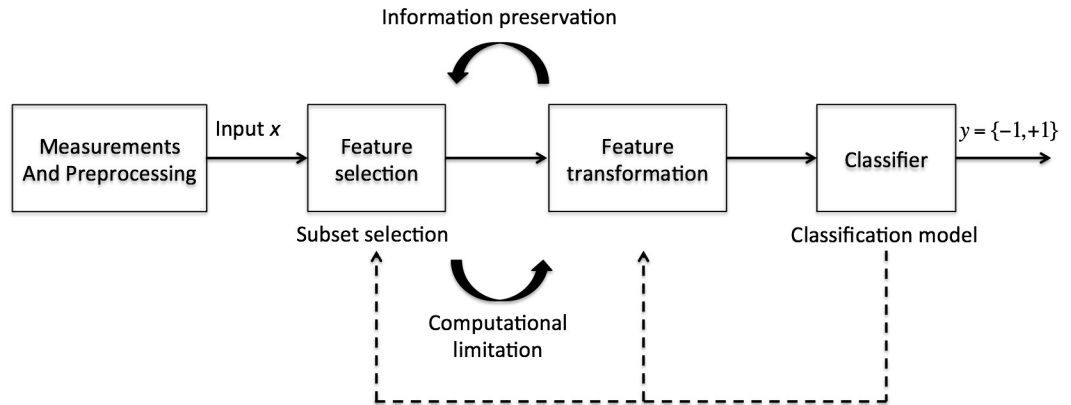 Information preservation
Measurements
And Preprocessing
Input x
Feature
selection
Feature
transformation
Classifier
y = {-1,+1}
Subset selection
Classification model
Computational
limitation